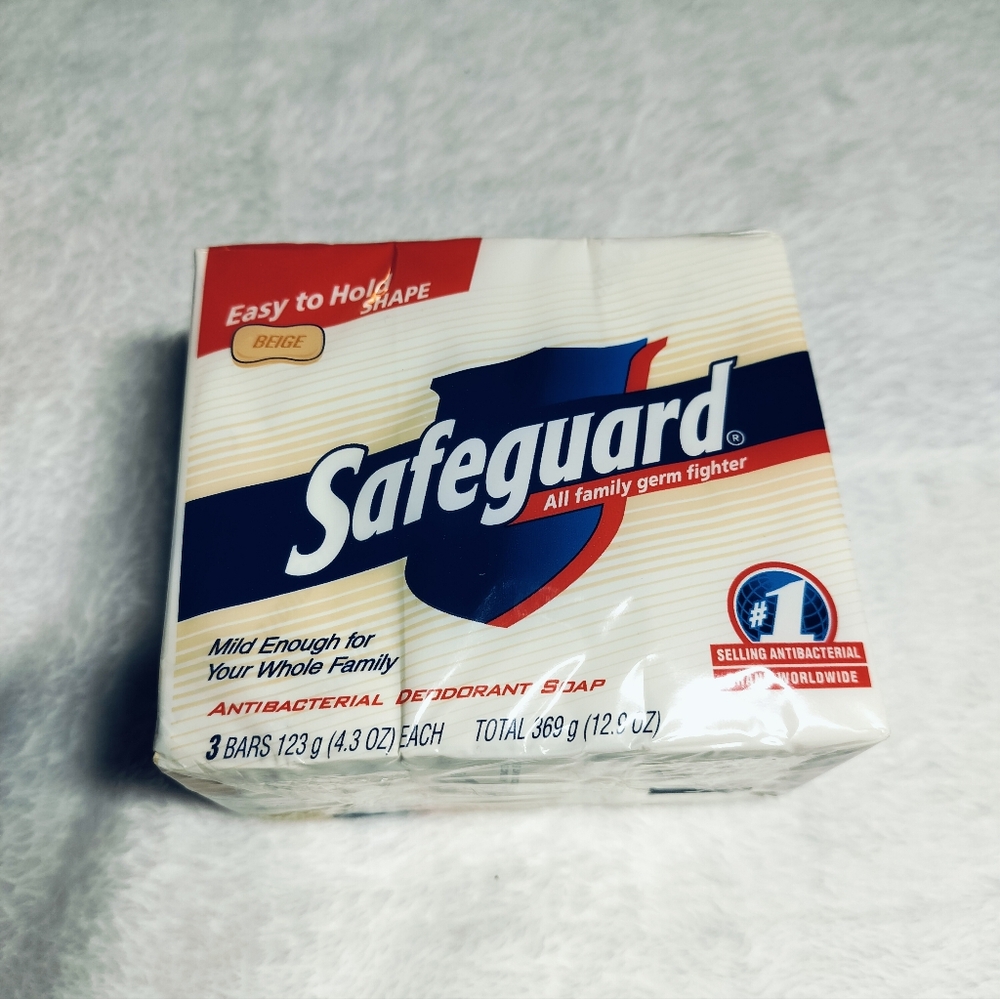 Easy to Hold
SHAPE
BEIGE
Safeguard®
All family germ fighter
#1
SELLING ANTIBACTERIAL
WORLDWIDE
Mild Enough for
Your Whole Family
ANTIBACTERIAL DEODORANT SOAP
3 BARS 123 g (4.3 OZ) EACH TOTAL 369 g (12.9 OZ)